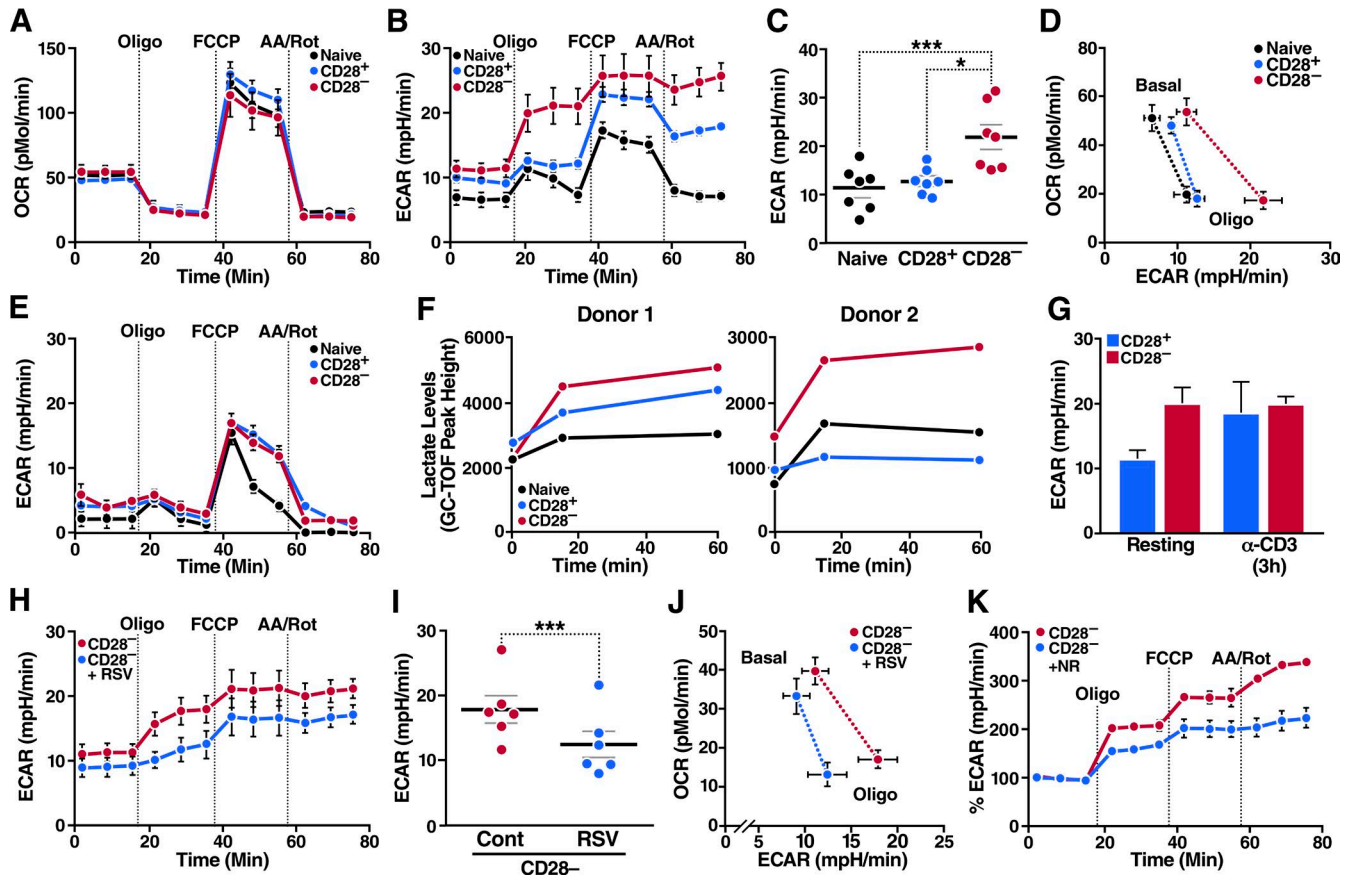 A
Oligo FCCP AA/Rot
Naive
CD28+
CD28−
OCR (pMol/min)
150
100
50
0
0 20 40 60 80
Time (Min)
B
Oligo FCCP AA/Rot
Naive
CD28+
CD28−
ECAR (mpH/min)
30
20
10
0
0 20 40 60 80
Time (Min)
C
***
*
ECAR (mpH/min)
40
30
20
10
0
Naive CD28+ CD28−
D
Naive
CD28+
CD28−
Basal
Oligo
OCR (pMol/min)
80
60
40
20
0
0 10 20 30
ECAR (mpH/min)
E
Oligo FCCP AA/Rot
Naive
CD28+
CD28−
ECAR (mpH/min)
30
20
10
0
0 20 40 60 80
Time (Min)
F
Donor 1
Lactate Levels
(GC-TOF Peak Height)
6000
4000
2000
0
Naive
CD28+
CD28−
0 20 40 60
Time (min)
Donor 2
3000
2000
1000
0
0 20 40 60
Time (min)
G
CD28+
CD28−
ECAR (mpH/min)
30
20
10
0
Resting α-CD3
(3h)
H
Oligo FCCP AA/Rot
CD28−
CD28−
+ RSV
ECAR (mpH/min)
30
20
10
0
0 20 40 60 80
Time (Min)
I
***
ECAR (mpH/min)
30
20
10
0
Cont RSV
CD28−
J
CD28−
CD28−
+ RSV
Basal
Oligo
OCR (pMol/min)
50
40
30
20
10
0
0 5 10 15 20 25
ECAR (mpH/min)
K
CD28−
CD28−
+NR
Oligo
FCCP AA/Rot
% ECAR (mpH/min)
400
300
200
100
0
0 20 40 60 80
Time (Min)